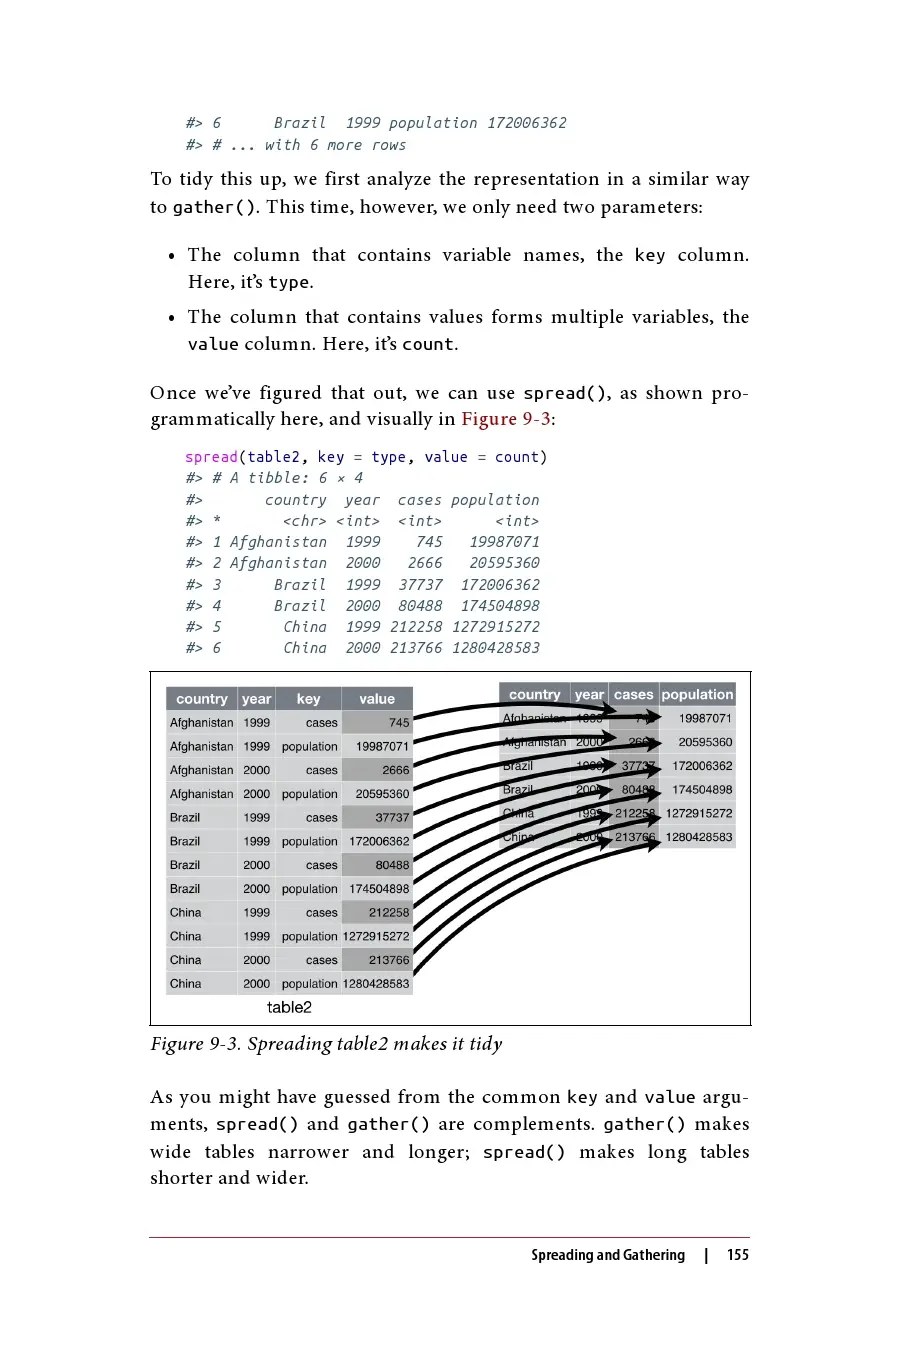 #> 6      Brazil  1999 population 172006362
#> # ... with 6 more rows
To tidy this up, we first analyze the representation in a similar way
to gather(). This time, however, we only need two parameters:
• The column that contains variable names, the key column.
Here, it's type.
• The column that contains values forms multiple variables, the
value column. Here, it's count.
Once we've figured that out, we can use spread(), as shown pro-
grammatically here, and visually in Figure 9-3:
spread(table2, key = type, value = count)
#> # A tibble: 6 × 4
#>       country  year  cases population
#> *       <chr> <int>  <int>      <int>
#> 1 Afghanistan  1999    745   19987071
#> 2 Afghanistan  2000   2666   20595360
#> 3      Brazil  1999  37737  172006362
#> 4      Brazil  2000  80488  174504898
#> 5       China  1999 212258 1272915272
#> 6       China  2000 213766 1280428583
country year key value
Afghanistan 1999 cases 745
Afghanistan 1999 population 19987071
Afghanistan 2000 cases 2666
Afghanistan 2000 population 20595360
Brazil 1999 cases 37737
Brazil 1999 population 172006362
Brazil 2000 cases 80488
Brazil 2000 population 174504898
China 1999 cases 212258
China 1999 population 1272915272
China 2000 cases 213766
China 2000 population 1280428583
table2
country year cases population
Afghanistan 1999 745 19987071
Afghanistan 2000 2666 20595360
Brazil 1999 37737 172006362
Brazil 2000 80488 174504898
China 1999 212258 1272915272
China 2000 213766 1280428583
Figure 9-3. Spreading table2 makes it tidy
As you might have guessed from the common key and value argu-
ments, spread() and gather() are complements. gather() makes
wide tables narrower and longer; spread() makes long tables
shorter and wider.
Spreading and Gathering | 155